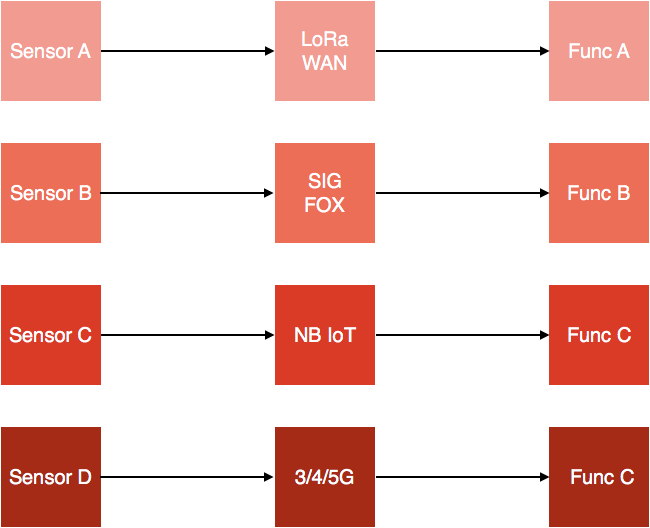 Sensor A
LoRa
WAN
Func A
Sensor B
SIG
FOX
Func B
Sensor C
NB IoT
Func C
Sensor D
3/4/5G
Func C